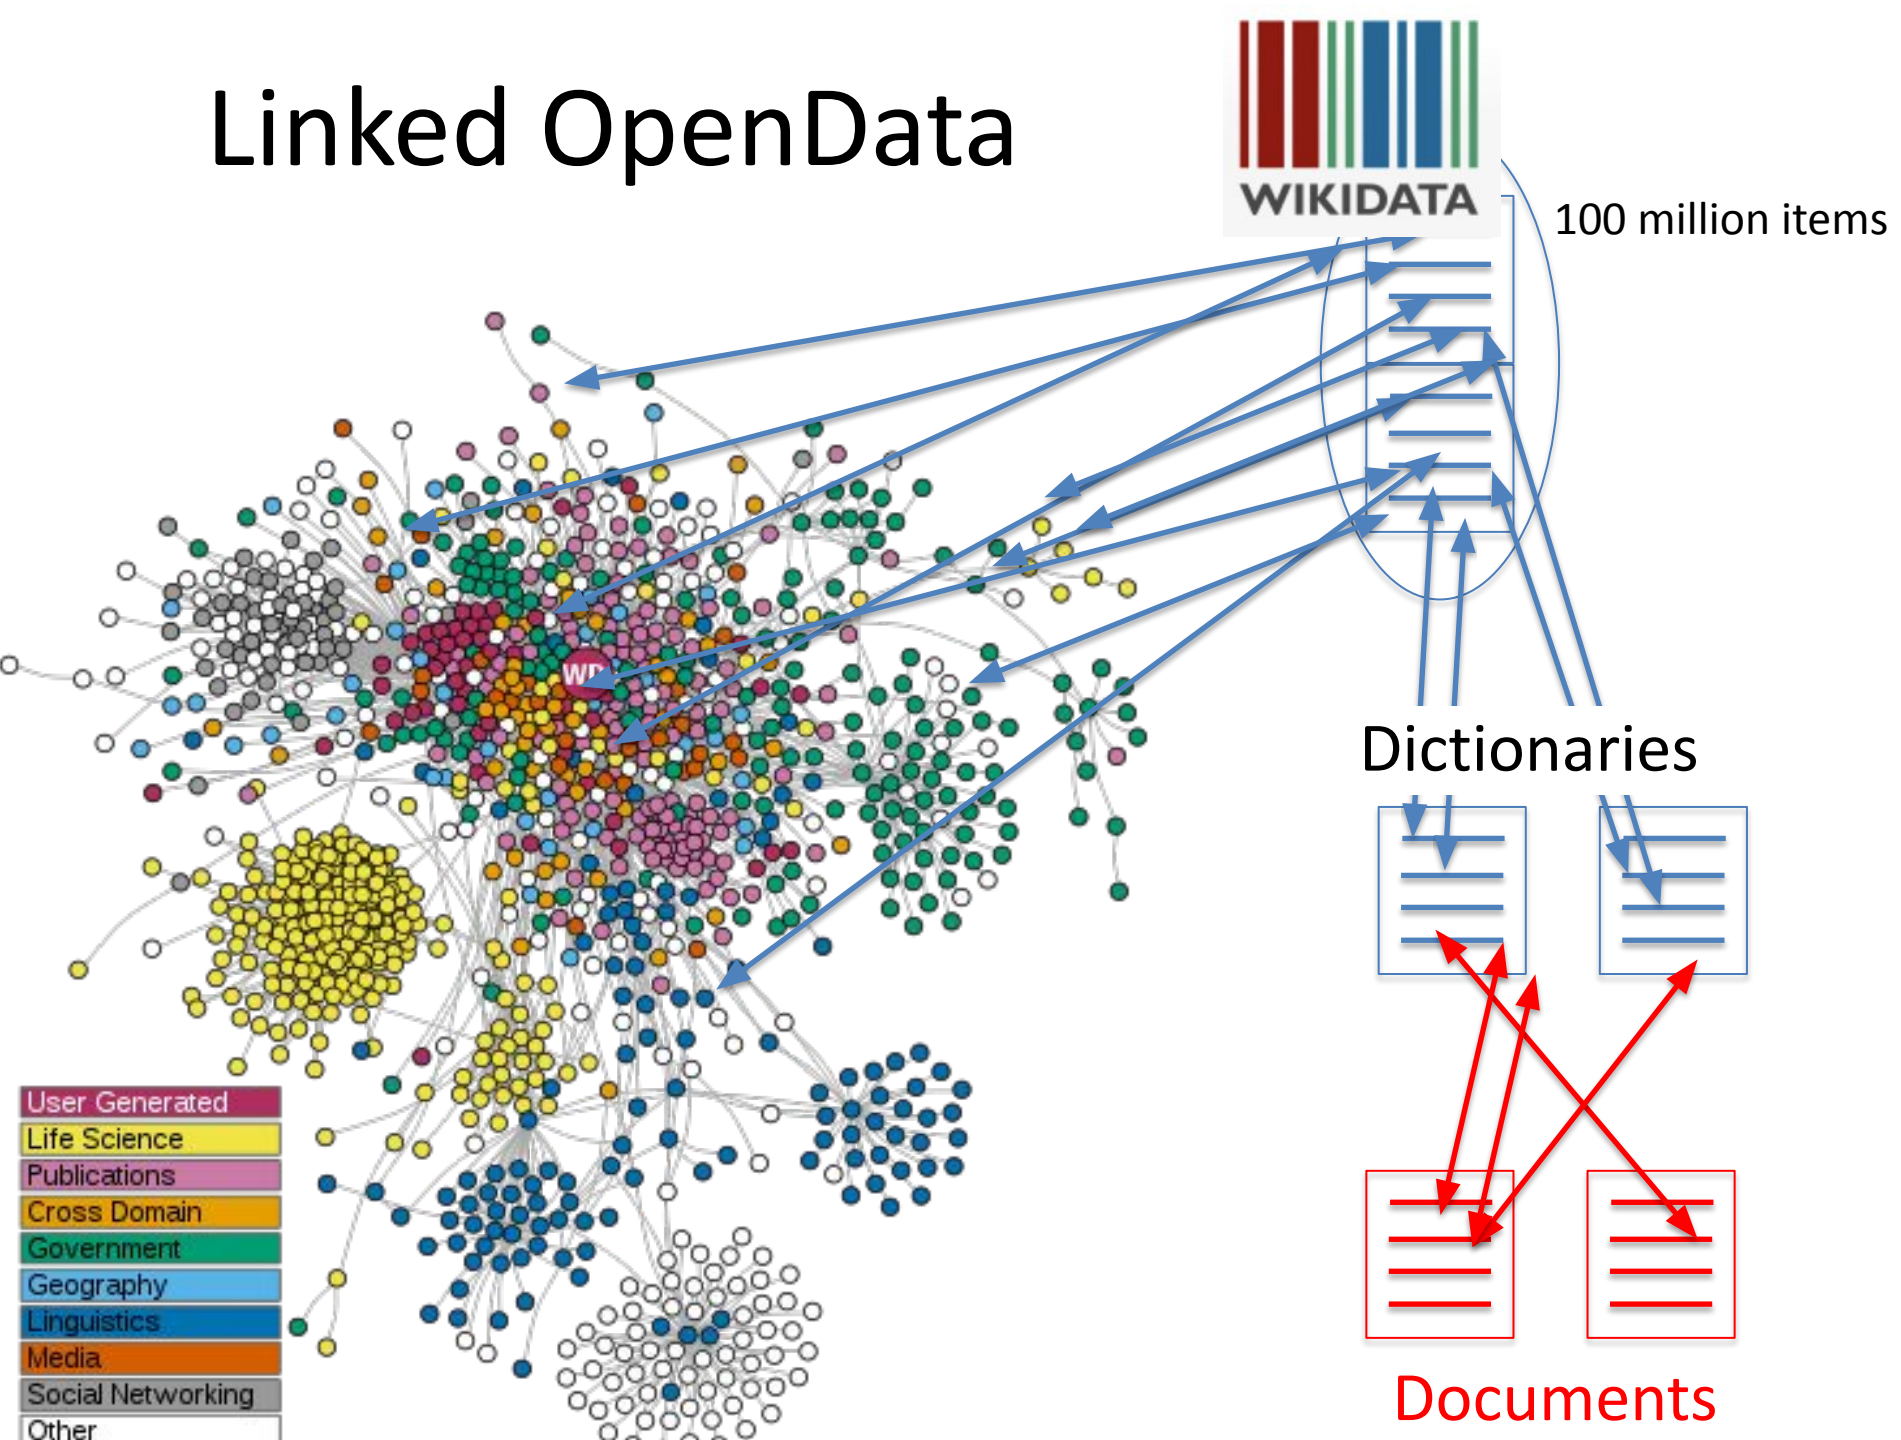 Linked OpenData
WIKIDATA
100 million items
WD
Dictionaries
User Generated
Life Science
Publications
Cross Domain
Government
Geography
Linguistics
Media
Social Networking
Other
Documents